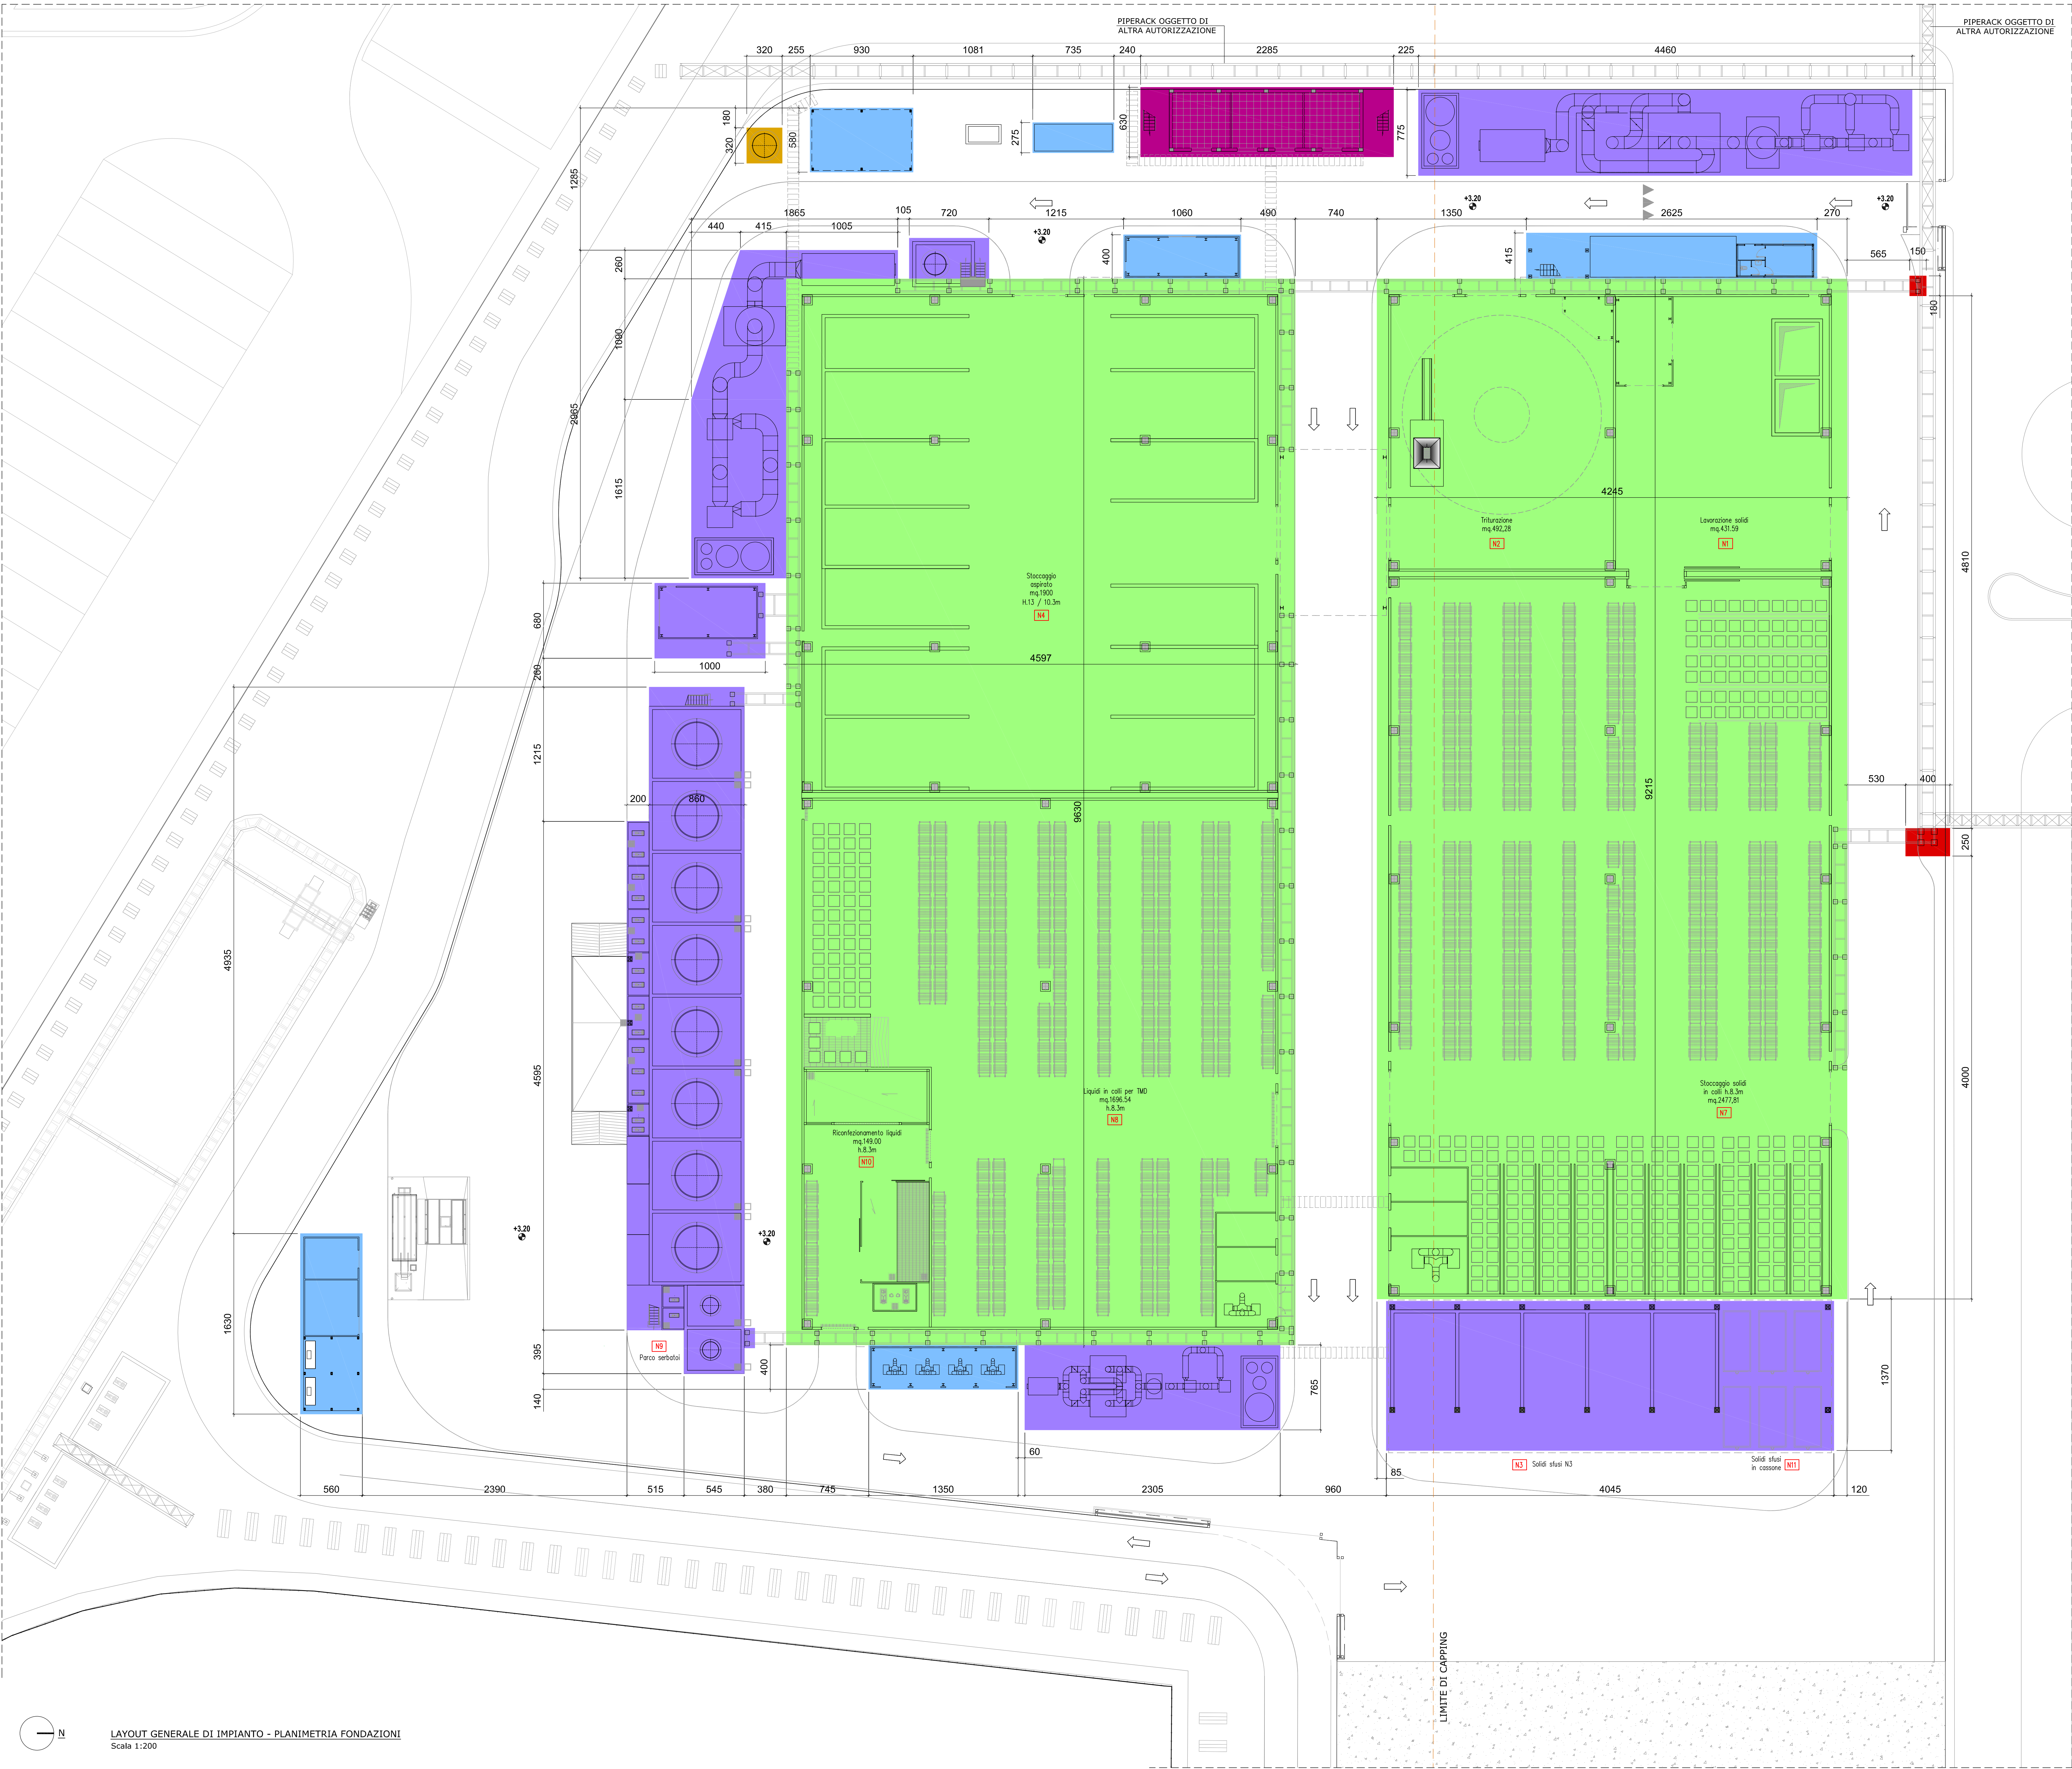 PIPERACK OGGETTO DI
ALTRA AUTORIZZAZIONE
PIPERACK OGGETTO DI
ALTRA AUTORIZZAZIONE
320 255 930 1081 735 240 2285 225 4460
180
320
580
275
630
775
1285
+3.20
+3.20
+3.20
1865 105 720 1215 1060 490 740 1350 2625 270
440 415 1005
400
415
565 150
180
260
1090
2965
1615
4245
Triturazione
mq.492,28
N2
Lavorazione solidi
mq.431.59
N1
Stoccaggio
aspirato
mq.1900
H.13 / 10.3m
N4
4810
680
1000
260
4597
1215
200 860
9630
9215
530 400
250
4935
4595
4000
Liquidi in colli per TMD
mq.1696.54
h.8.3m
N8
Stoccaggio solidi
in colli h.8.3m
mq.2477,81
N7
Riconfezionamento liquidi
mq.149.00
h.8.3m
N10
+3.20
+3.20
1630
N9
Parco serbatoi
395
140
400
765
1370
60
85
N3 Solidi sfusi N3
Solidi sfusi
in cassone
N11
560 2390 515 545 380 745 1350 2305 960 4045 120
LIMITE DI CAPPING
N
LAYOUT GENERALE DI IMPIANTO - PLANIMETRIA FONDAZIONI
Scala 1:200